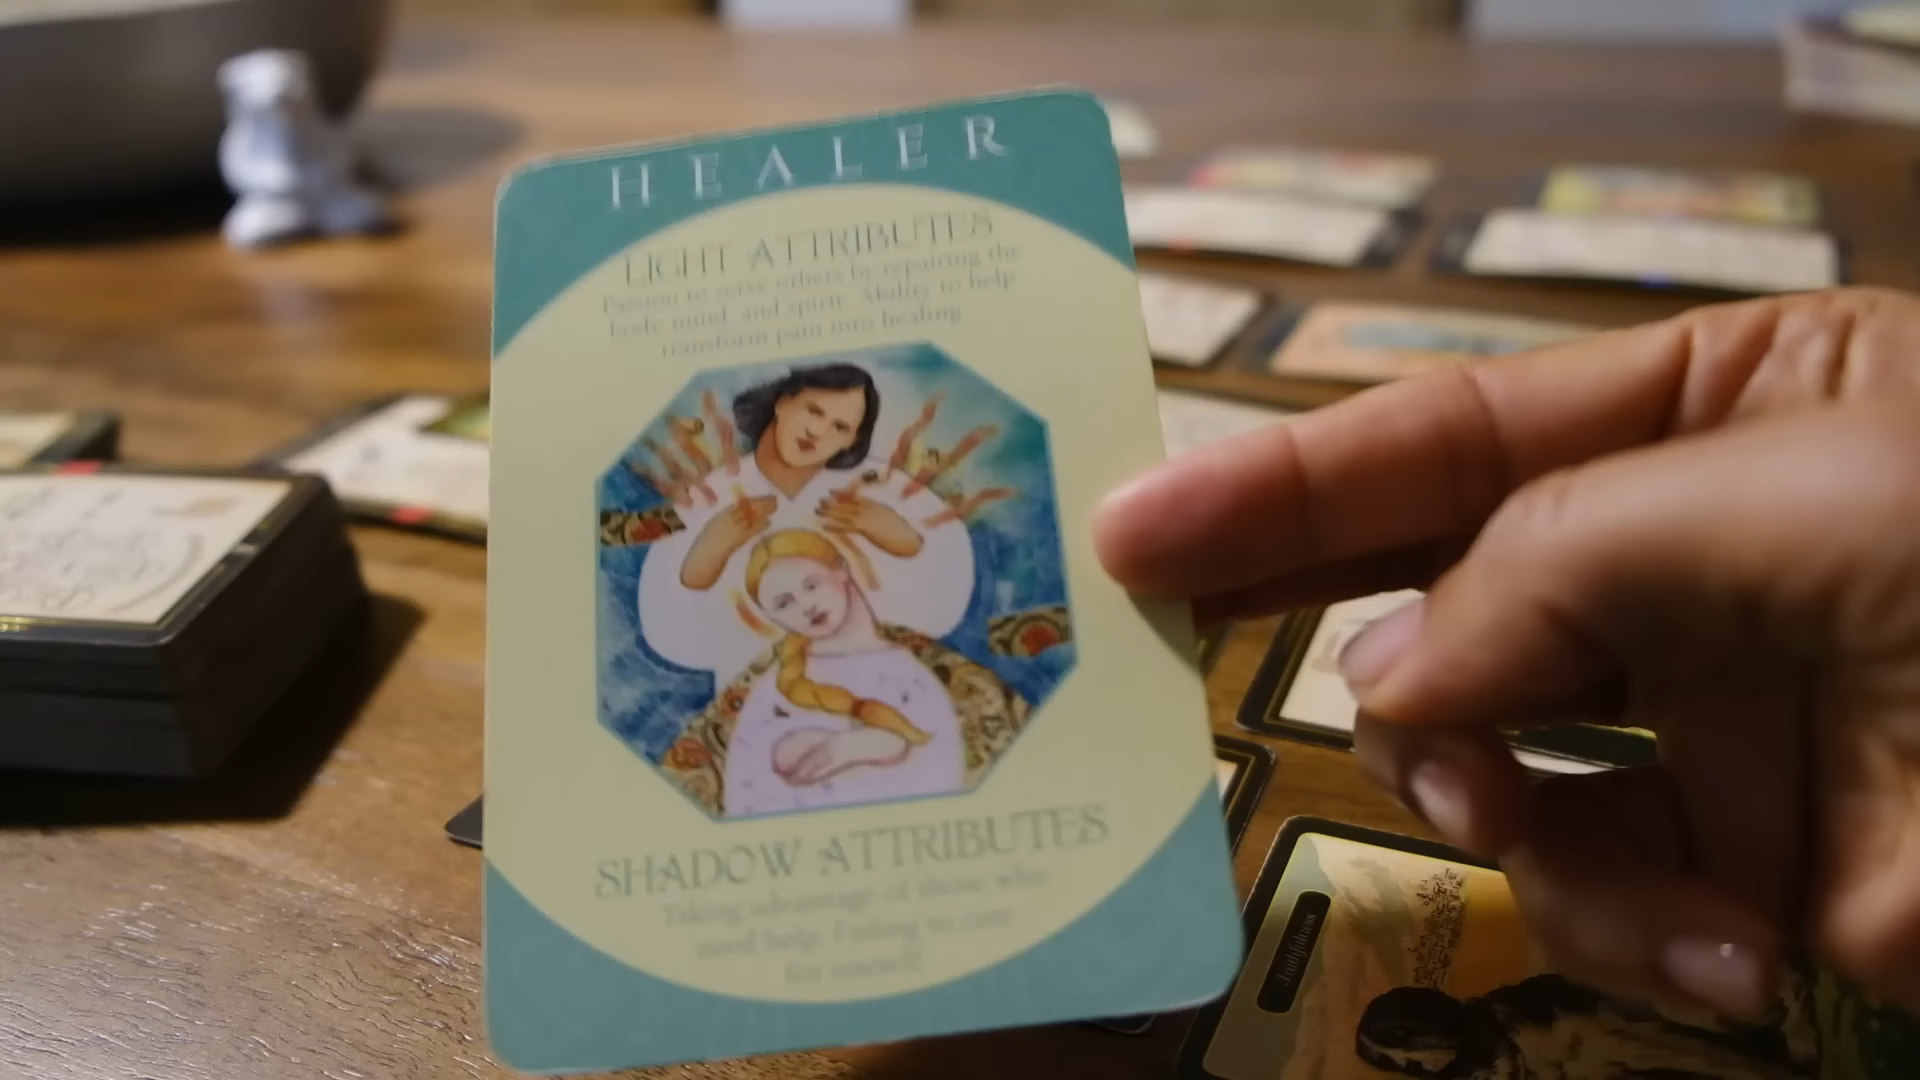 HEALER
LIGHT ATTRIBUTES
Passion to serve others by repairing the
body, mind, and spirit. Ability to help
transform pain into healing.
SHADOW ATTRIBUTES
Taking advantage of those who
need help. Failing to care
for oneself.
Faithfulness